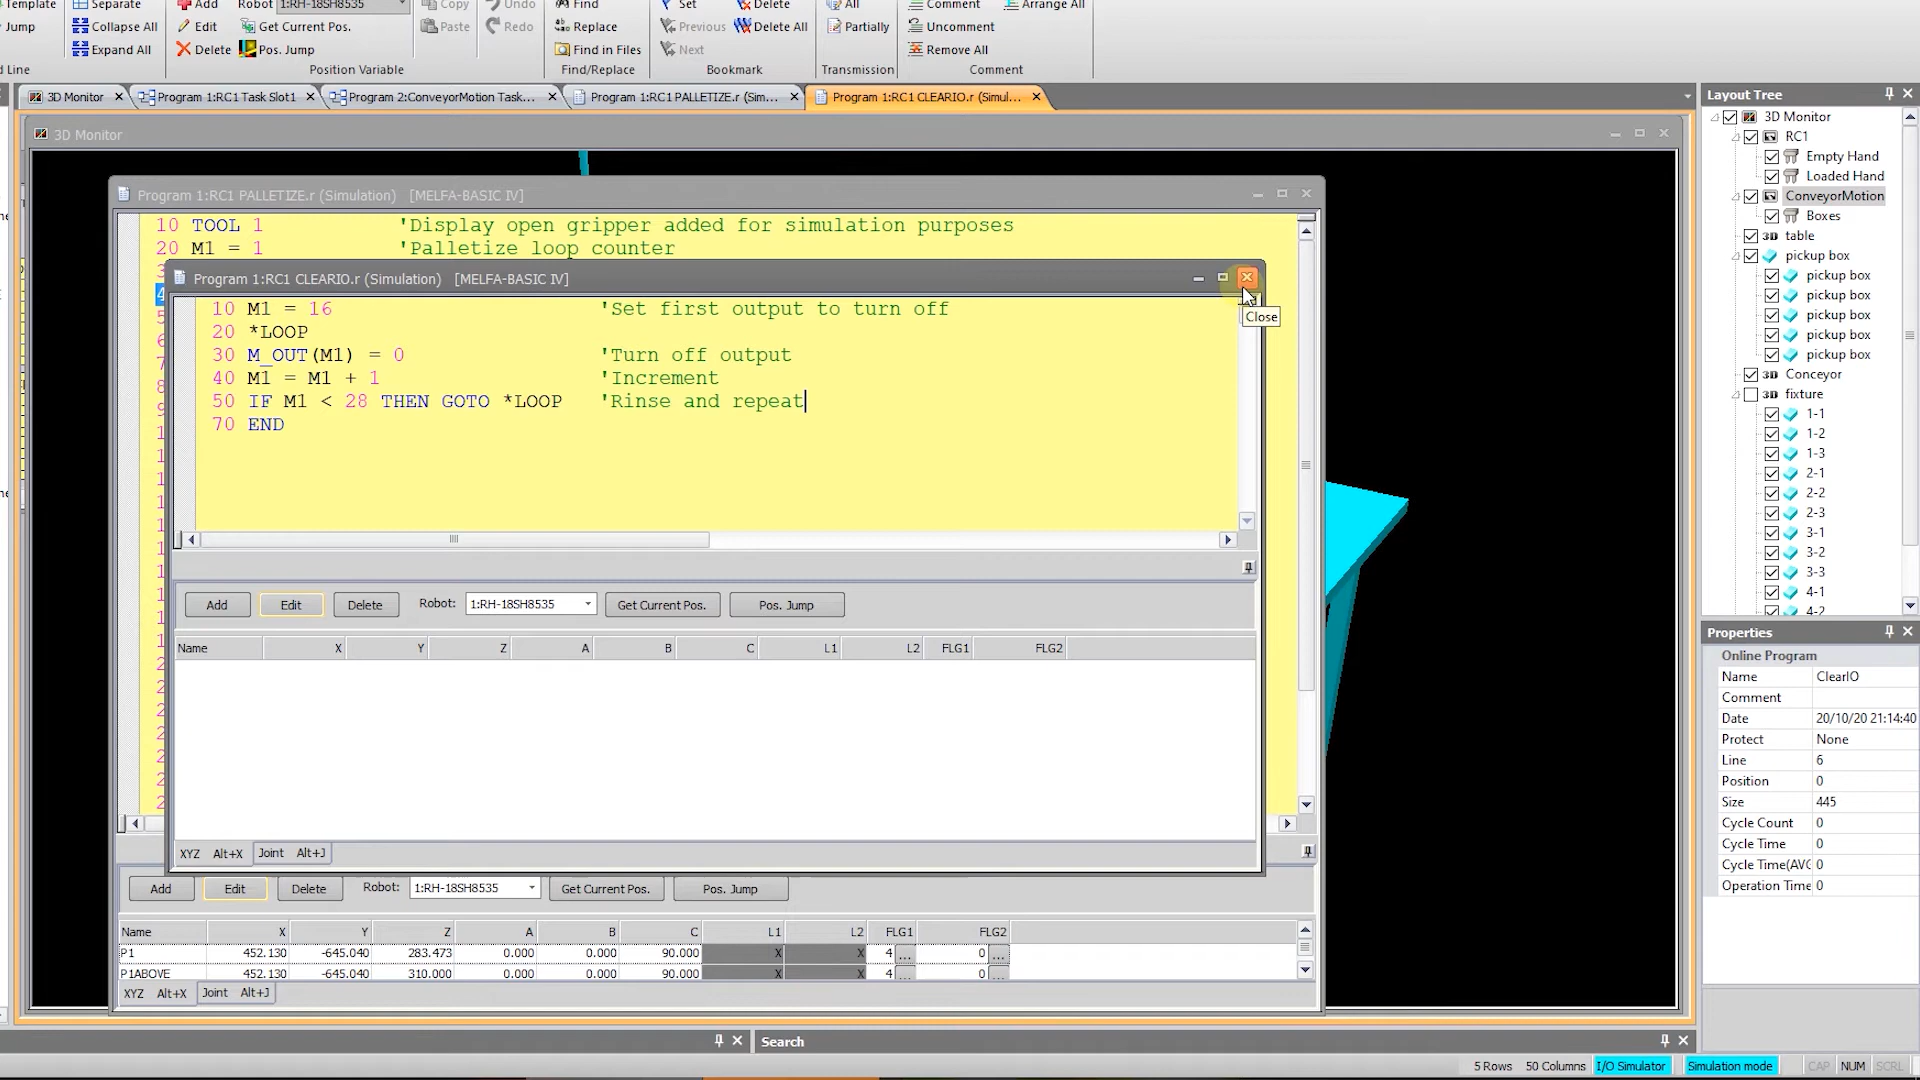 Template
Separate
Add
Robot 1:RH-18SH8535
Copy
Undo
Find
Set
Delete
All
Comment
Arrange All
Jump
Collapse All
Edit
Get Current Pos.
Paste
Redo
Replace
Previous
Delete All
Partially
Uncomment
Expand All
Delete
Pos. Jump
Find in Files
Next
Remove All
d Line
Position Variable
Find/Replace
Bookmark
Transmission
Comment
3D Monitor
Program 1:RC1 Task Slot1
Program 2:ConveyorMotion Task...
Program 1:RC1 PALLETIZE.r (Sim...
Program 1:RC1 CLEARIO.r (Simul...
3D Monitor
Program 1:RC1 PALLETIZE.r (Simulation) [MELFA-BASIC IV]
10 TOOL 1 'Display open gripper added for simulation purposes
20 M1 = 1 'Palletize loop counter
Program 1:RC1 CLEARIO.r (Simulation) [MELFA-BASIC IV]
Close
10 M1 = 16 'Set first output to turn off
20 *LOOP
30 M_OUT(M1) = 0 'Turn off output
40 M1 = M1 + 1 'Increment
50 IF M1 < 28 THEN GOTO *LOOP 'Rinse and repeat
70 END
Add Edit Delete Robot: 1:RH-18SH8535 Get Current Pos. Pos. Jump
Name X Y Z A B C L1 L2 FLG1 FLG2
XYZ Alt+X Joint Alt+J
Add Edit Delete Robot: 1:RH-18SH8535 Get Current Pos. Pos. Jump
Name X Y Z A B C L1 L2 FLG1 FLG2
P1 452.130 -645.040 283.473 0.000 0.000 90.000 X X 4 ... 0 ...
P1ABOVE 452.130 -645.040 310.000 0.000 0.000 90.000 X X 4 ... 0 ...
XYZ Alt+X Joint Alt+J
Search
Layout Tree
3D Monitor
RC1
Empty Hand
Loaded Hand
ConveyorMotion
Boxes
3D table
pickup box
pickup box
pickup box
pickup box
pickup box
pickup box
3D Conceyor
3D fixture
1-1
1-2
1-3
2-1
2-2
2-3
3-1
3-2
3-3
4-1
4-2
Properties
Online Program
Name ClearIO
Comment
Date 20/10/20 21:14:40
Protect None
Line 6
Position 0
Size 445
Cycle Count 0
Cycle Time 0
Cycle Time(AVG 0
Operation Time 0
5 Rows 50 Columns I/O Simulator Simulation mode CAP NUM SCRL